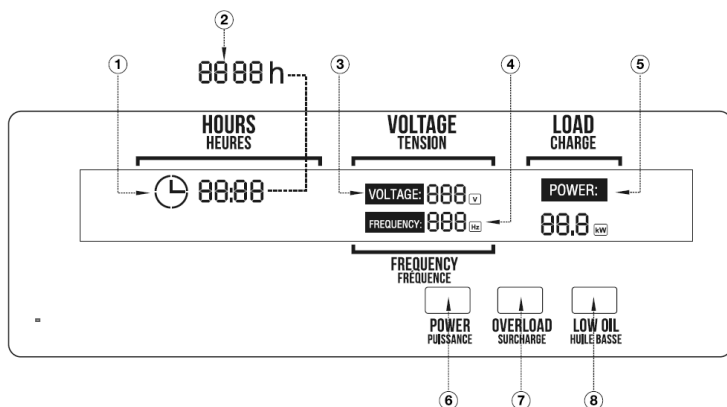 2
1
8888h
3
4
5
HOURS
HEURES
VOLTAGE
TENSION
LOAD
CHARGE
88:88
VOLTAGE: 888 V
POWER:
FREQUENCY: 888 Hz
88.8 kW
FREQUENCY
FRÉQUENCE
POWER
PUISSANCE
OVERLOAD
SURCHARGE
LOW OIL
HUILE BASSE
6
7
8